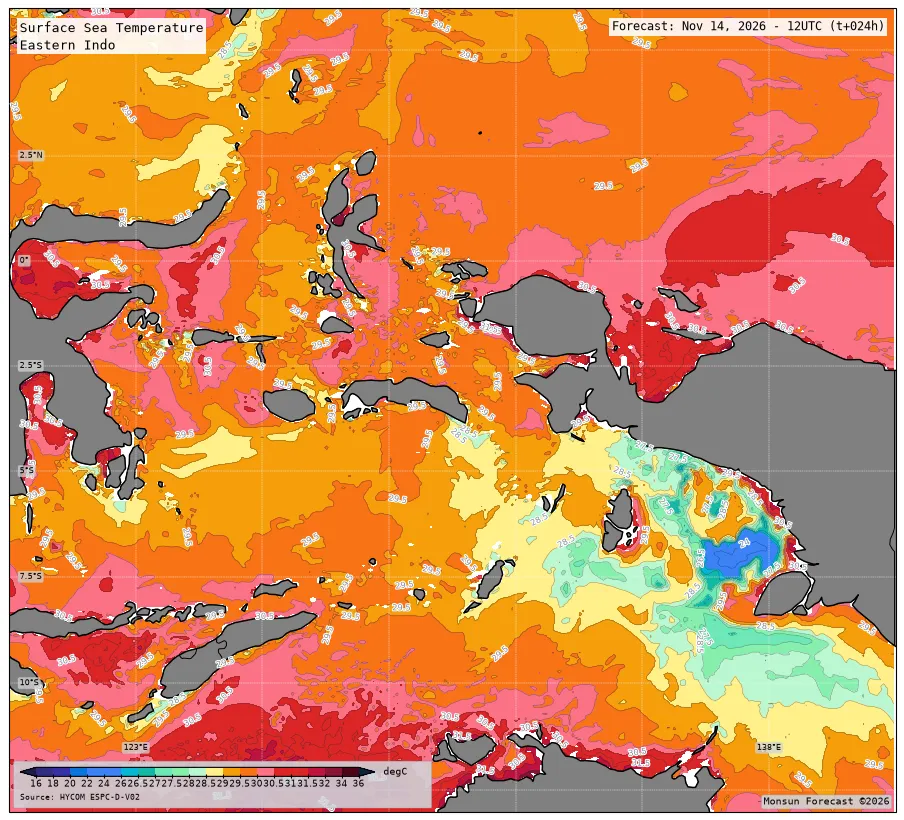 Surface Sea Temperature
Eastern Indo
Forecast: Nov 14, 2026 - 12UTC (t+024h)
2.5°N
0°
2.5°S
5°S
7.5°S
10°S
123°E
138°E
degC
16 18 20 22 24 26 26.5 27 27.5 28 28.5 29 29.5 30 30.5 31 31.5 32 34 36
Source: HYCOM ESPC-D-V02
Monsun Forecast ©2026